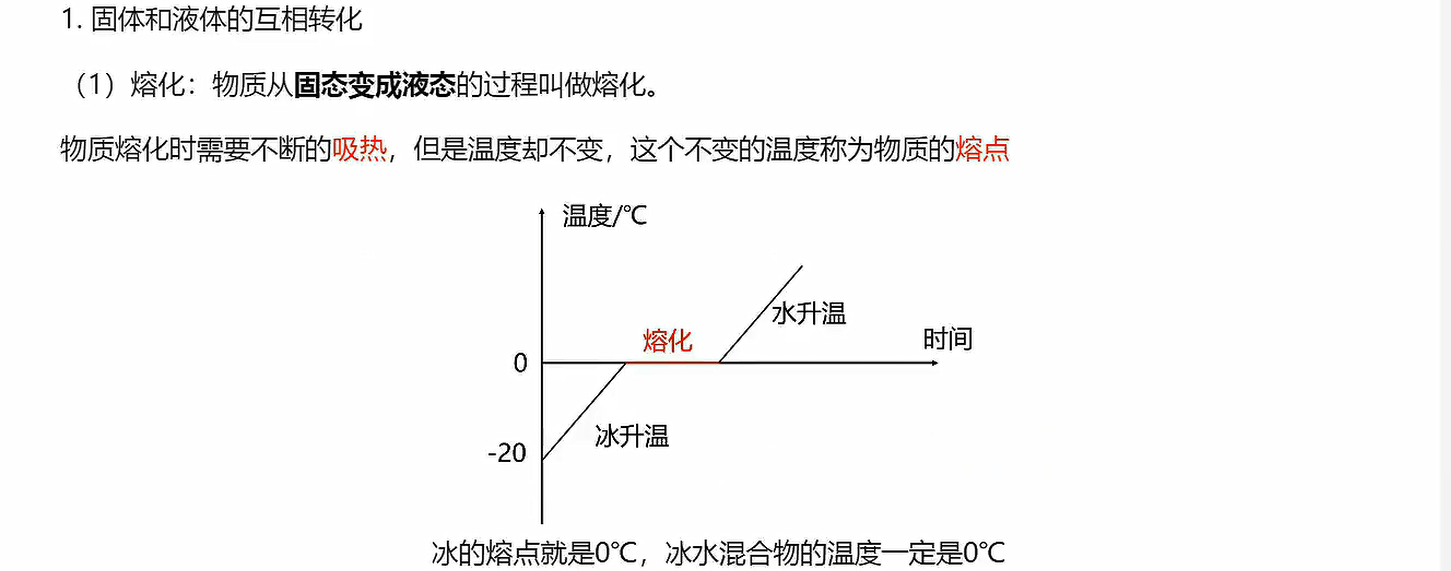 1. 固体和液体的互相转化
（1）熔化：物质从固态变成液态的过程叫做熔化。
物质熔化时需要不断的吸热，但是温度却不变，这个不变的温度称为物质的熔点
温度/℃
水升温
时间
熔化
0
冰升温
-20
冰的熔点就是0℃，冰水混合物的温度一定是0℃